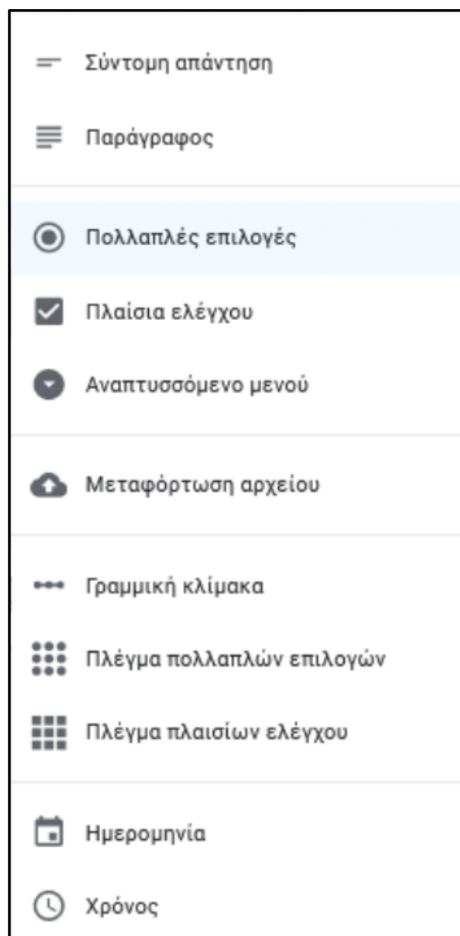 Σύντομη απάντηση
Παράγραφος
Πολλαπλές επιλογές
Πλαίσια ελέγχου
Αναπτυσσόμενο μενού
Μεταφόρτωση αρχείου
Γραμμική κλίμακα
Πλέγμα πολλαπλών επιλογών
Πλέγμα πλαισίων ελέγχου
Ημερομηνία
Χρόνος